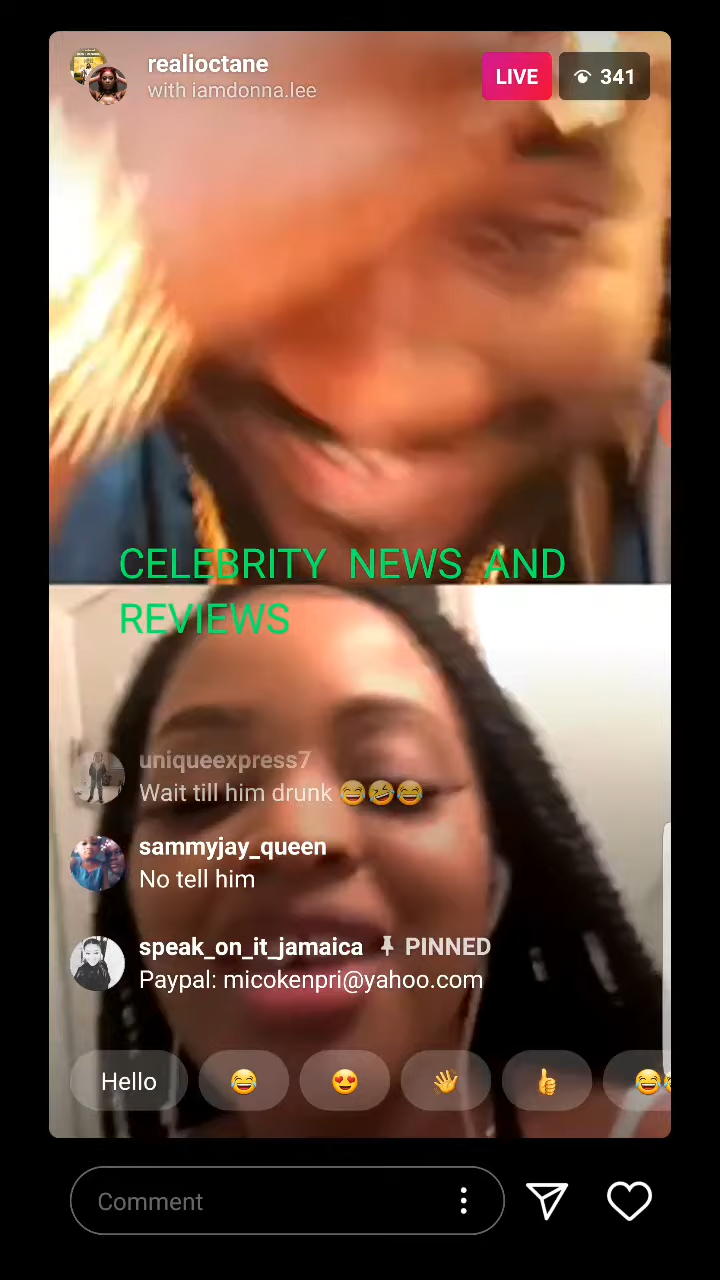 realioctane
with iamdonna.lee
LIVE
341
CELEBRITY NEWS AND
REVIEWS
uniqueexpress7
Wait till him drunk 😂🤣😂
sammyjay_queen
No tell him
speak_on_it_jamaica PINNED
Paypal: micokenpri@yahoo.com
Hello 😂 😍 👋 👍 😂
Comment